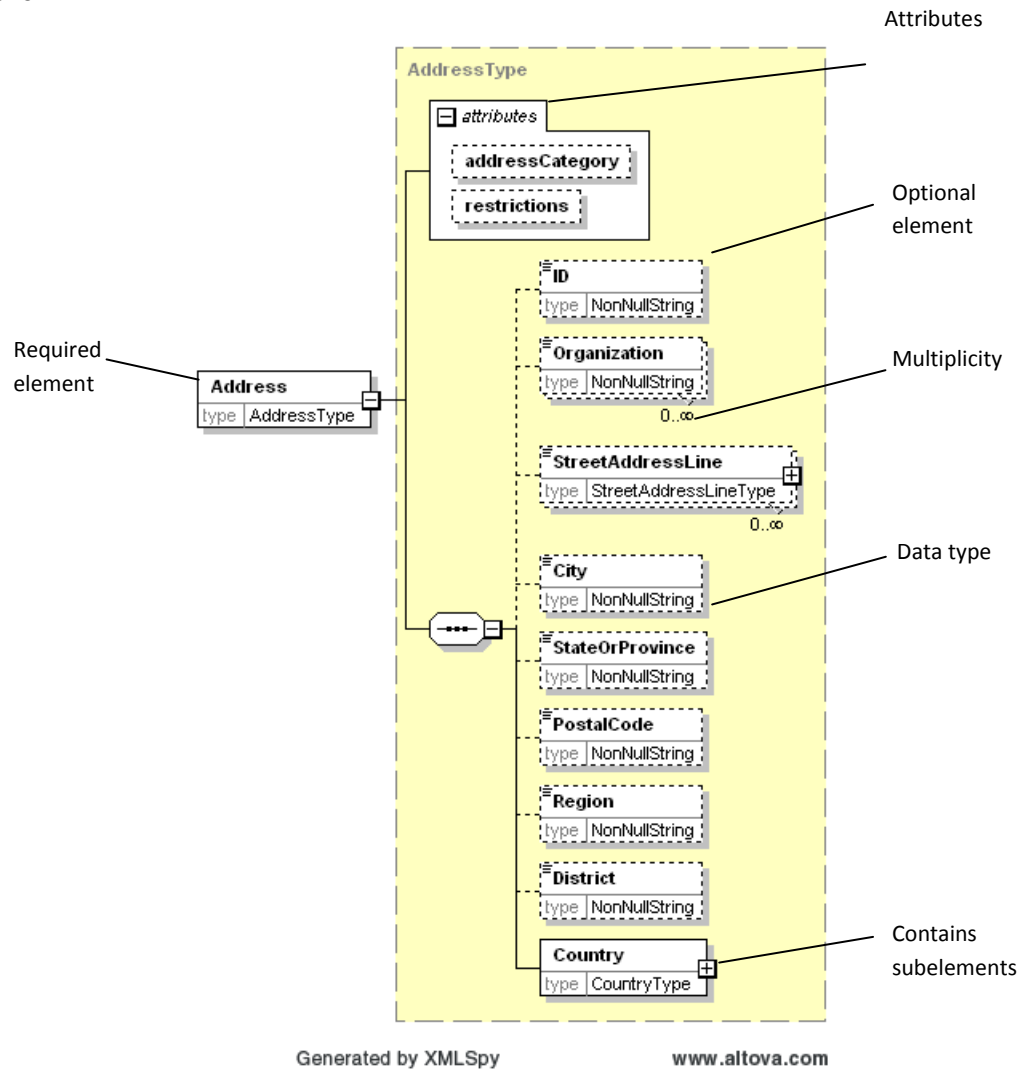 Attributes
AddressType
attributes
addressCategory
restrictions
Optional
element
ID
type NonNullString
Organization
type NonNullString
0..∞
Multiplicity
Required
element
Address
type AddressType
StreetAddressLine
type StreetAddressLineType
0..∞
Data type
City
type NonNullString
StateOrProvince
type NonNullString
PostalCode
type NonNullString
Region
type NonNullString
District
type NonNullString
Country
type CountryType
Contains
subelements
Generated by XMLSpy www.altova.com